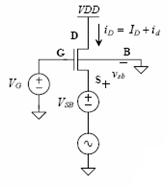 VDD
D
i_D = I_D + i_d
G
B
v_sb
V_G
S
V_SB